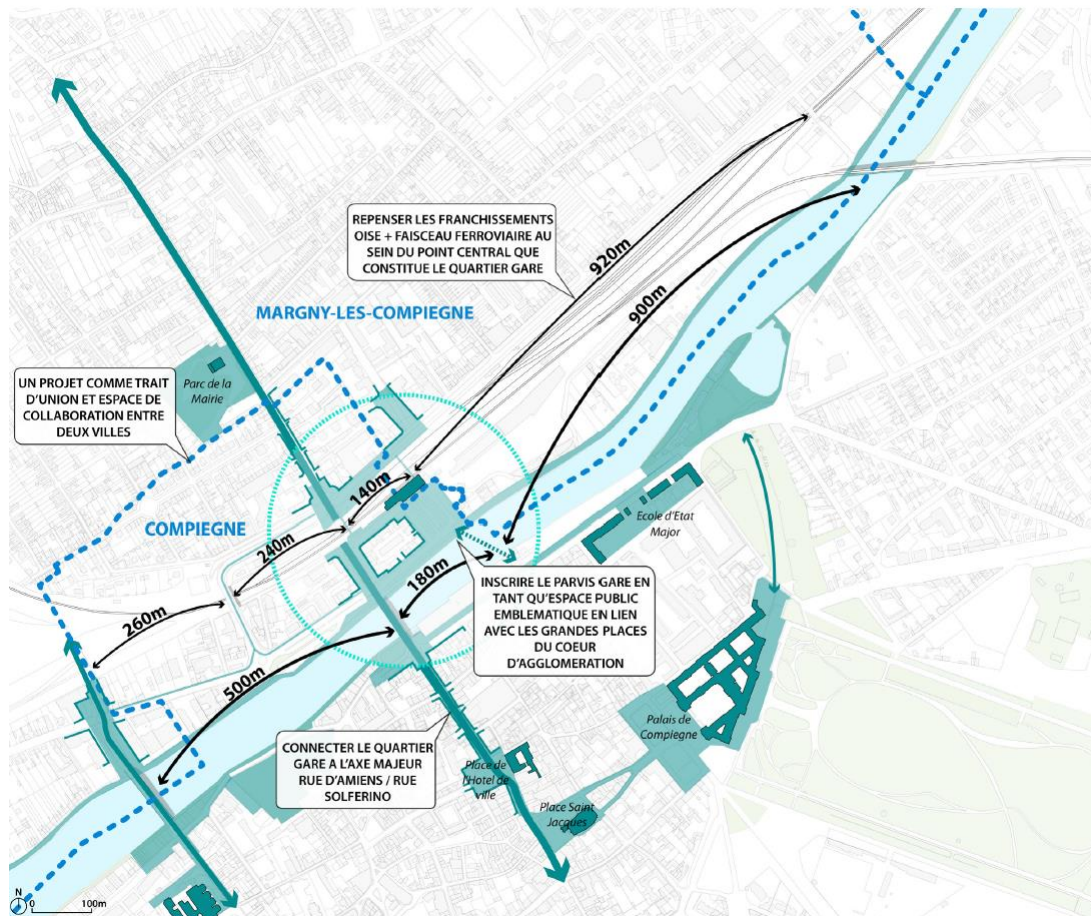 REPENSER LES FRANCHISSEMENTS
OISE + FAISCEAU FERROVIAIRE AU
SEIN DU POINT CENTRAL QUE
CONSTITUE LE QUARTIER GARE
920m
900m
MARGNY-LES-COMPIEGNE
UN PROJET COMME TRAIT
D'UNION ET ESPACE DE
COLLABORATION ENTRE
DEUX VILLES
Parc de la
Mairie
140m
COMPIEGNE
240m
Ecole d'Etat
Major
180m
INSCRIRE LE PARVIS GARE EN
TANT QU'ESPACE PUBLIC
EMBLEMATIQUE EN LIEN
AVEC LES GRANDES PLACES
DU COEUR
D'AGGLOMERATION
260m
500m
Palais de
Compiegne
CONNECTER LE QUARTIER
GARE A L'AXE MAJEUR
RUE D'AMIENS / RUE
SOLFERINO
Place de
l'Hotel de
ville
Place Saint
Jacques
N
0
100m